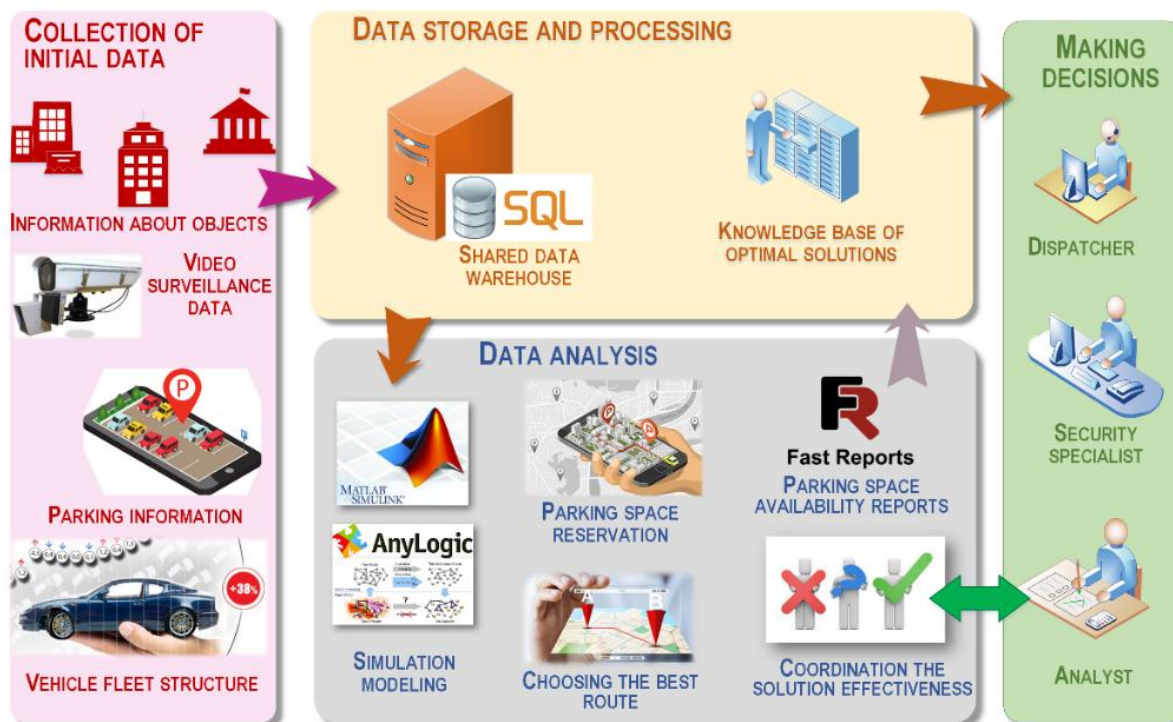 COLLECTION OF
INITIAL DATA
INFORMATION ABOUT OBJECTS
VIDEO
SURVEILLANCE
DATA
P
PARKING INFORMATION
+38%
VEHICLE FLEET STRUCTURE
DATA STORAGE AND PROCESSING
SQL
SHARED DATA
WAREHOUSE
KNOWLEDGE BASE OF
OPTIMAL SOLUTIONS
DATA ANALYSIS
MATLAB
SIMULINK
AnyLogic
SIMULATION
MODELING
P
P
PARKING SPACE
RESERVATION
A
B
CHOOSING THE BEST
ROUTE
FR
Fast Reports
PARKING SPACE
AVAILABILITY REPORTS
COORDINATION THE
SOLUTION EFFECTIVENESS
MAKING
DECISIONS
DISPATCHER
SECURITY
SPECIALIST
ANALYST